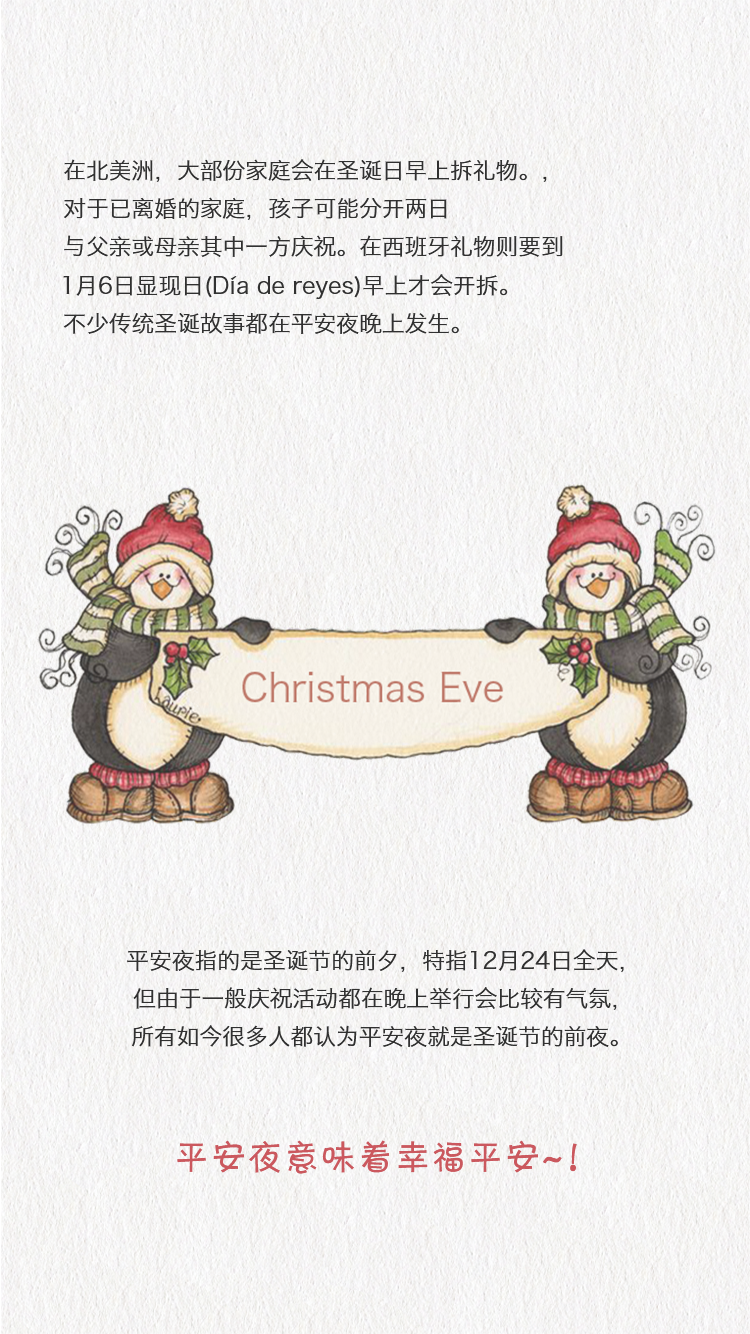 在北美洲，大部份家庭会在圣诞日早上拆礼物。，
对于已离婚的家庭，孩子可能分开两日
与父亲或母亲其中一方庆祝。在西班牙礼物则要到
1月6日显现日(Día de reyes)早上才会开拆。
不少传统圣诞故事都在平安夜晚上发生。
Christmas Eve
Laurie
平安夜指的是圣诞节的前夕，特指12月24日全天，
但由于一般庆祝活动都在晚上举行会比较有气氛，
所有如今很多人都认为平安夜就是圣诞节的前夜。
平安夜意味着幸福平安~！